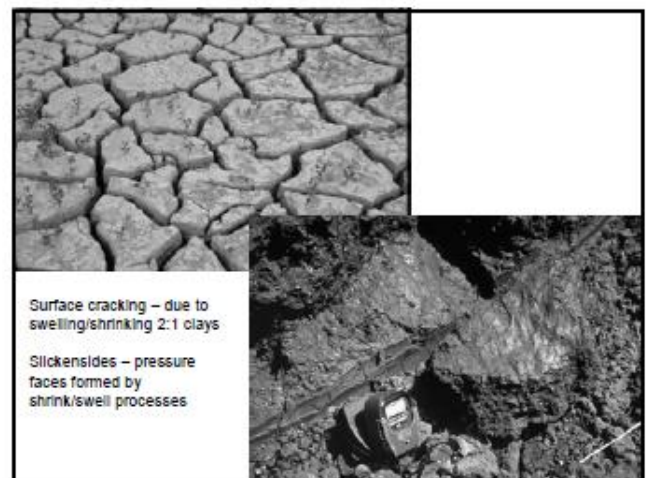 Surface cracking – due to
swelling/shrinking 2:1 clays
Slickensides – pressure
faces formed by
shrink/swell processes